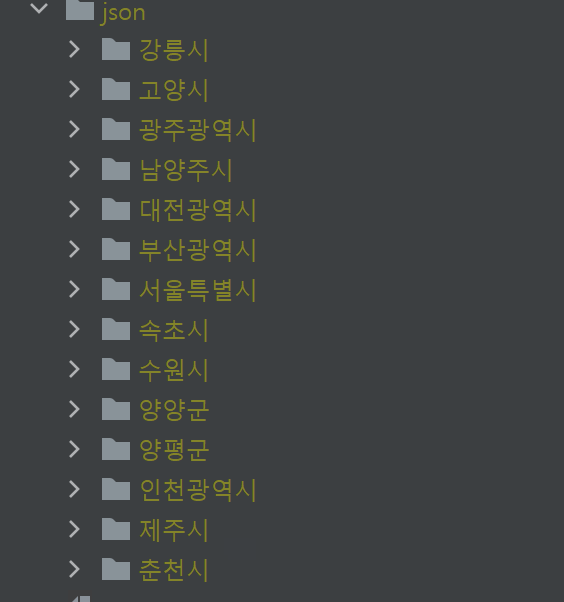 json
강릉시
고양시
광주광역시
남양주시
대전광역시
부산광역시
서울특별시
속초시
수원시
양양군
양평군
인천광역시
제주시
춘천시